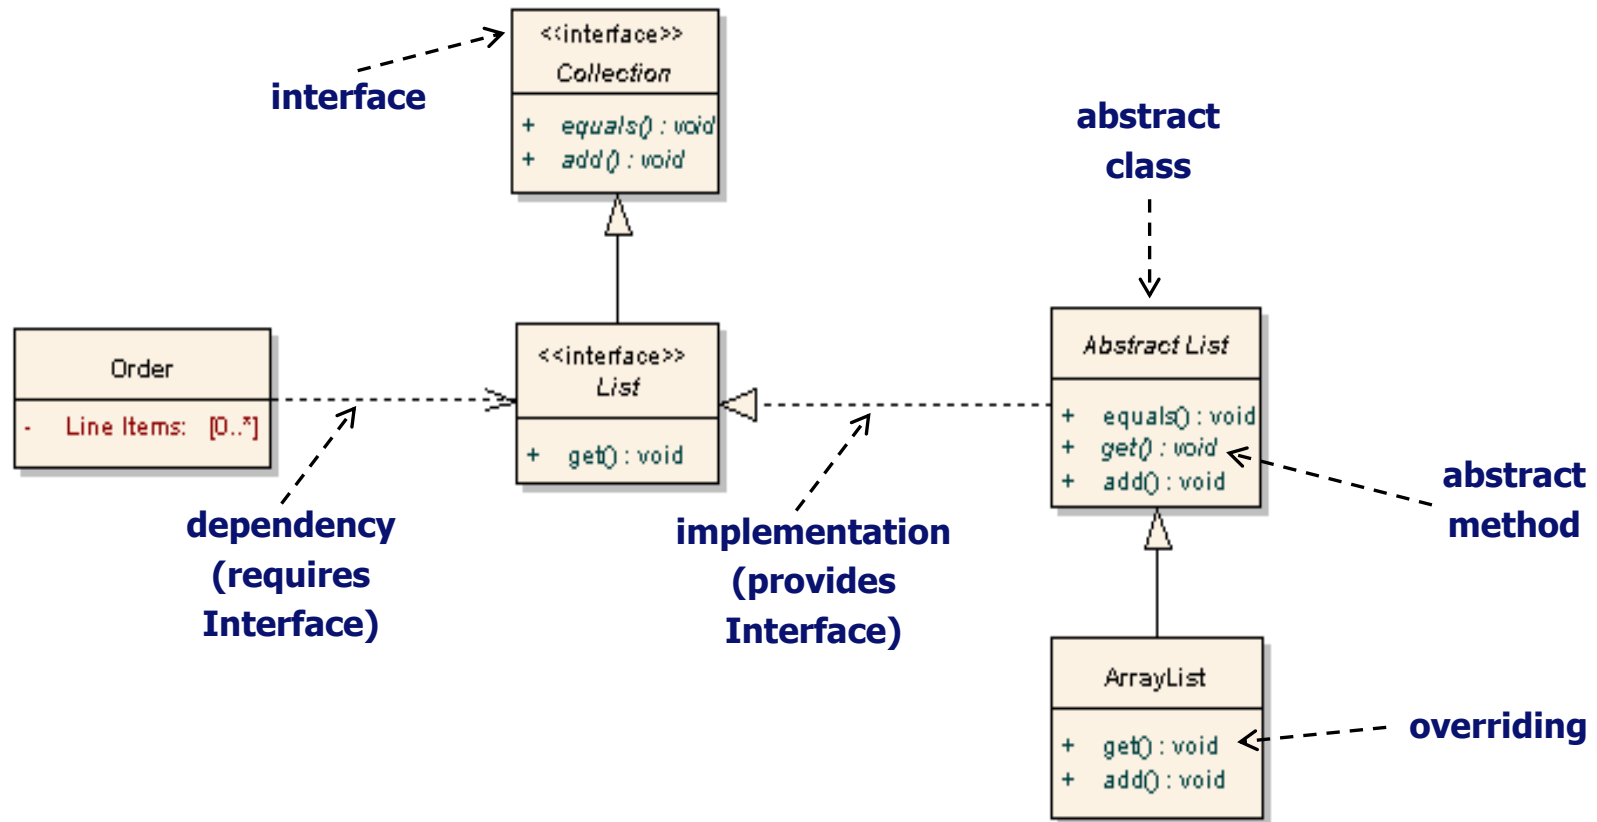 <<interface>>
Collection
+ equals() : void
+ add() : void
interface
abstract
class
Order
- Line Items: [0..*]
<<interface>>
List
+ get() : void
Abstract List
+ equals() : void
+ get() : void
+ add() : void
abstract
method
dependency
(requires
Interface)
implementation
(provides
Interface)
ArrayList
+ get() : void
+ add() : void
overriding